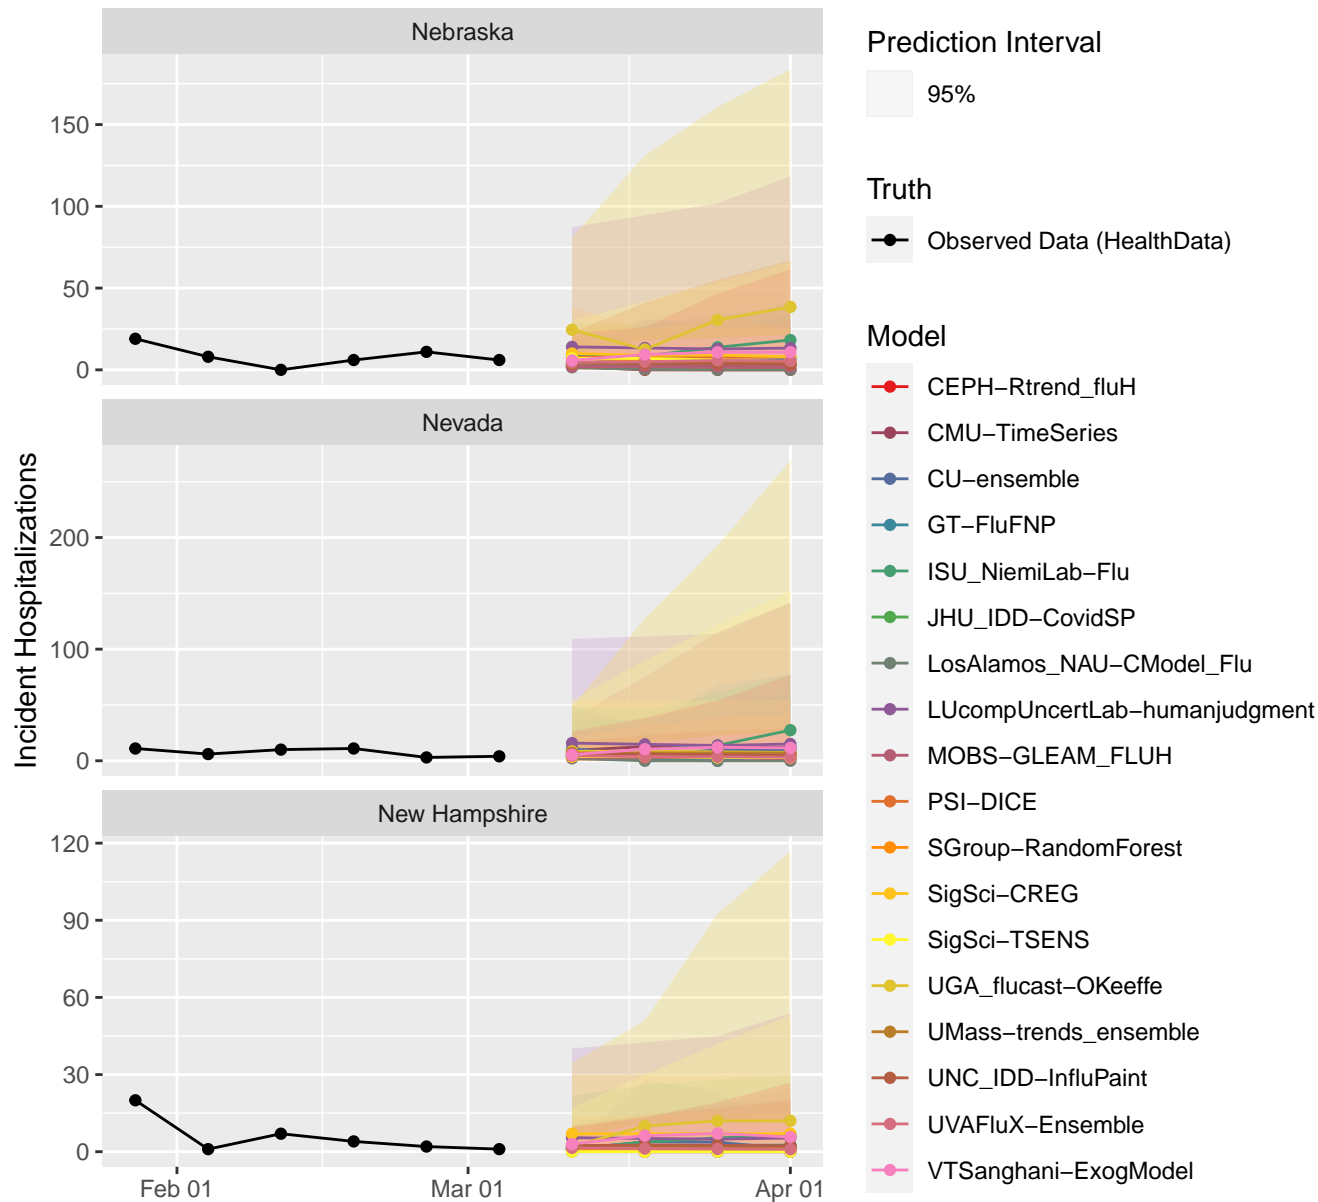 Nebraska
150
100
50
0
Nevada
200
100
0
New Hampshire
120
90
60
30
0
Feb 01 Mar 01 Apr 01
Incident Hospitalizations
Prediction Interval
95%
Truth
Observed Data (HealthData)
Model
CEPH−Rtrend_fluH
CMU−TimeSeries
CU−ensemble
GT−FluFNP
ISU_NiemiLab−Flu
JHU_IDD−CovidSP
LosAlamos_NAU−CModel_Flu
LUcompUncertLab−humanjudgment
MOBS−GLEAM_FLUH
PSI−DICE
SGroup−RandomForest
SigSci−CREG
SigSci−TSENS
UGA_flucast−OKeeffe
UMass−trends_ensemble
UNC_IDD−InfluPaint
UVAFluX−Ensemble
VTSanghani−ExogModel